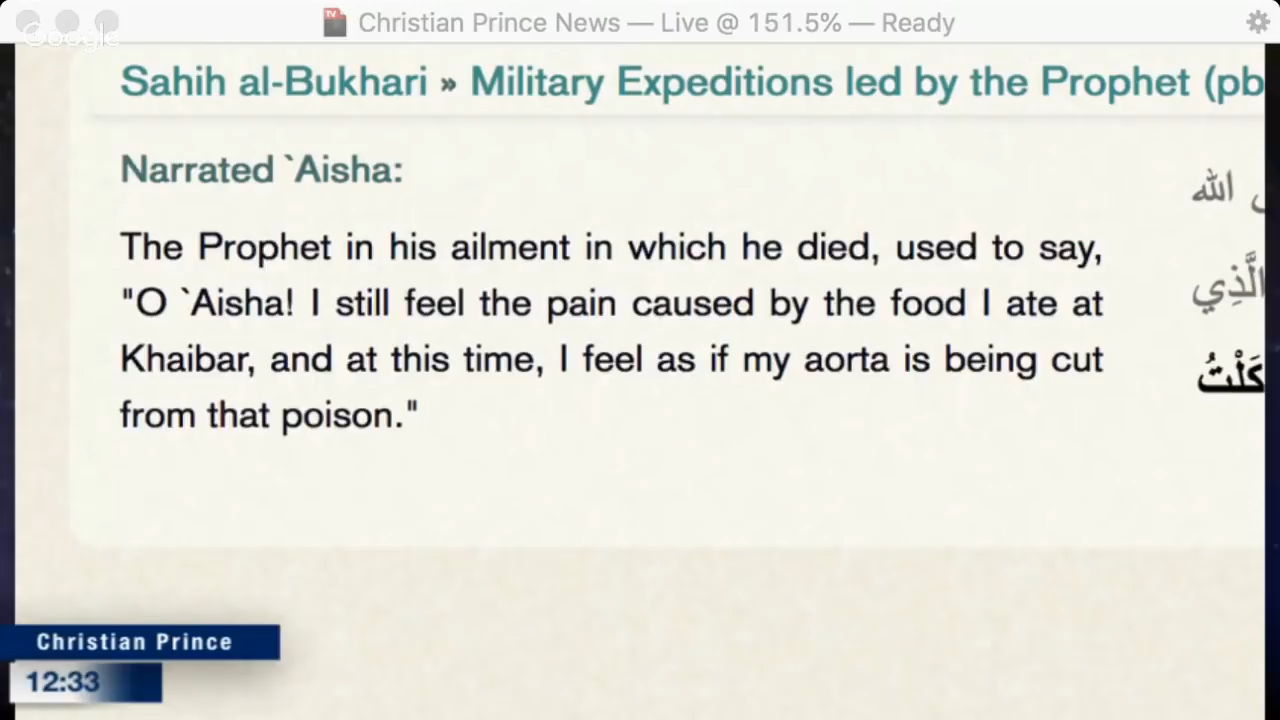 Google
Christian Prince News — Live @ 151.5% — Ready
Sahih al-Bukhari » Military Expeditions led by the Prophet (pb
Narrated `Aisha:
الله
The Prophet in his ailment in which he died, used to say,
"O `Aisha! I still feel the pain caused by the food I ate at
الَّذِي
Khaibar, and at this time, I feel as if my aorta is being cut
from that poison."
Christian Prince
12:33